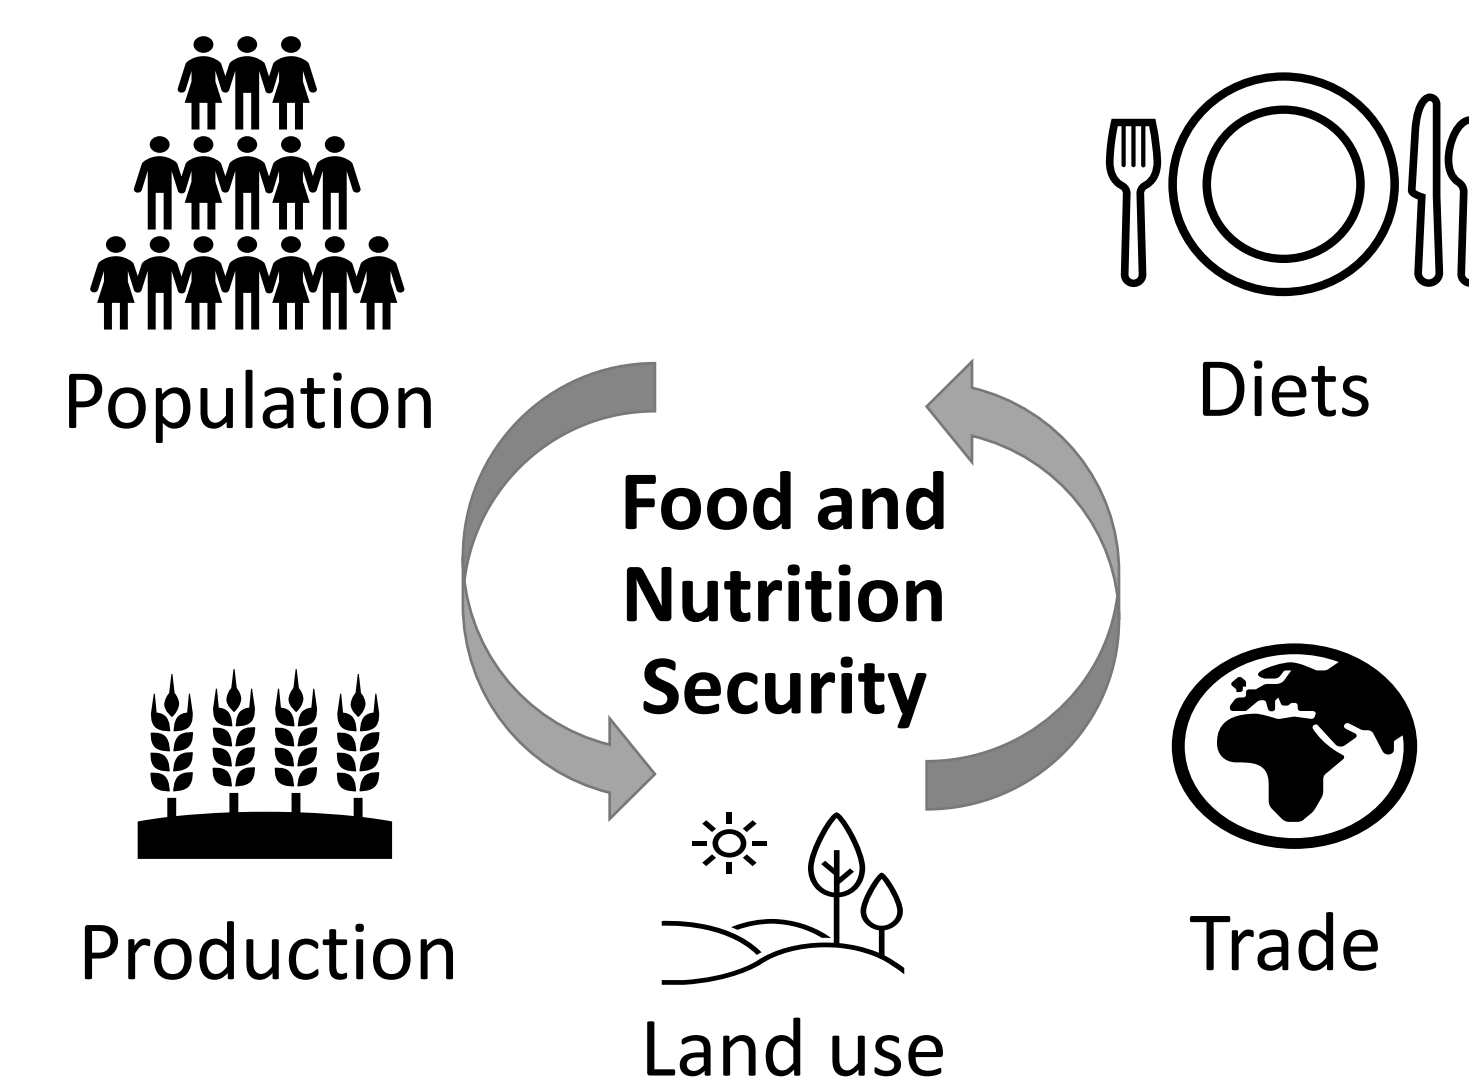 Population
Diets
Food and
Nutrition
Security
Production
Trade
Land use